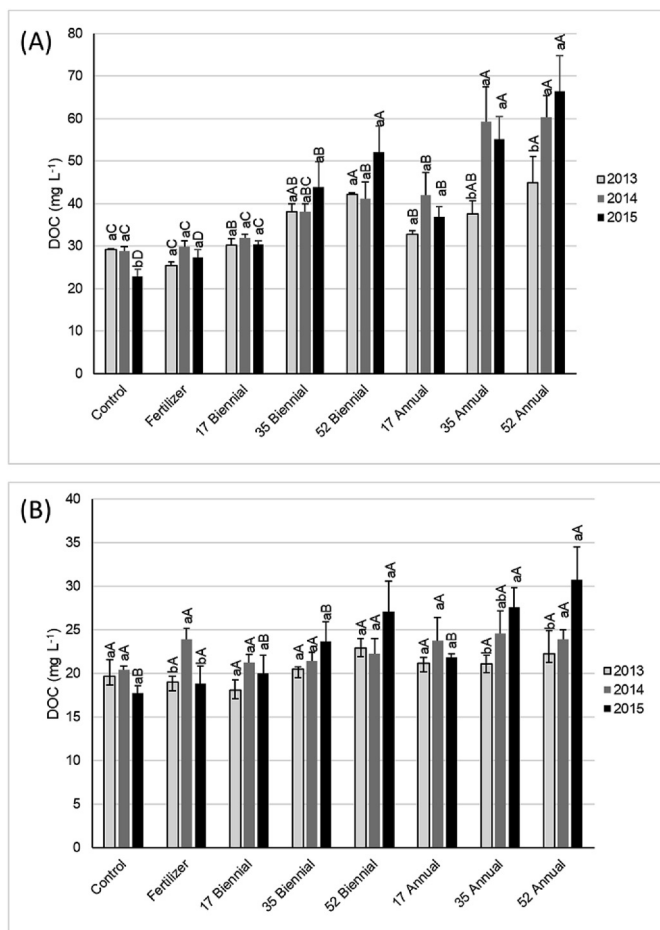 (A)
DOC (mg L-1)
80
70
60
50
40
30
20
10
0
aC aC bD
aC aC aD
aB aC aC
aAB aBC aB
aA aB aA
aB aB aB
bAB aA aA
bA aA aA
Control
Fertilizer
17 Biennial
35 Biennial
52 Biennial
17 Annual
35 Annual
52 Annual
2013
2014
2015
(B)
DOC (mg L-1)
40
35
30
25
20
15
10
5
0
aA aA aB
bA aA bA
aA aA aB
aA aA aB
aA aA aA
aA aA aB
bA abA aA
bA aA aA
Control
Fertilizer
17 Biennial
35 Biennial
52 Biennial
17 Annual
35 Annual
52 Annual
2013
2014
2015